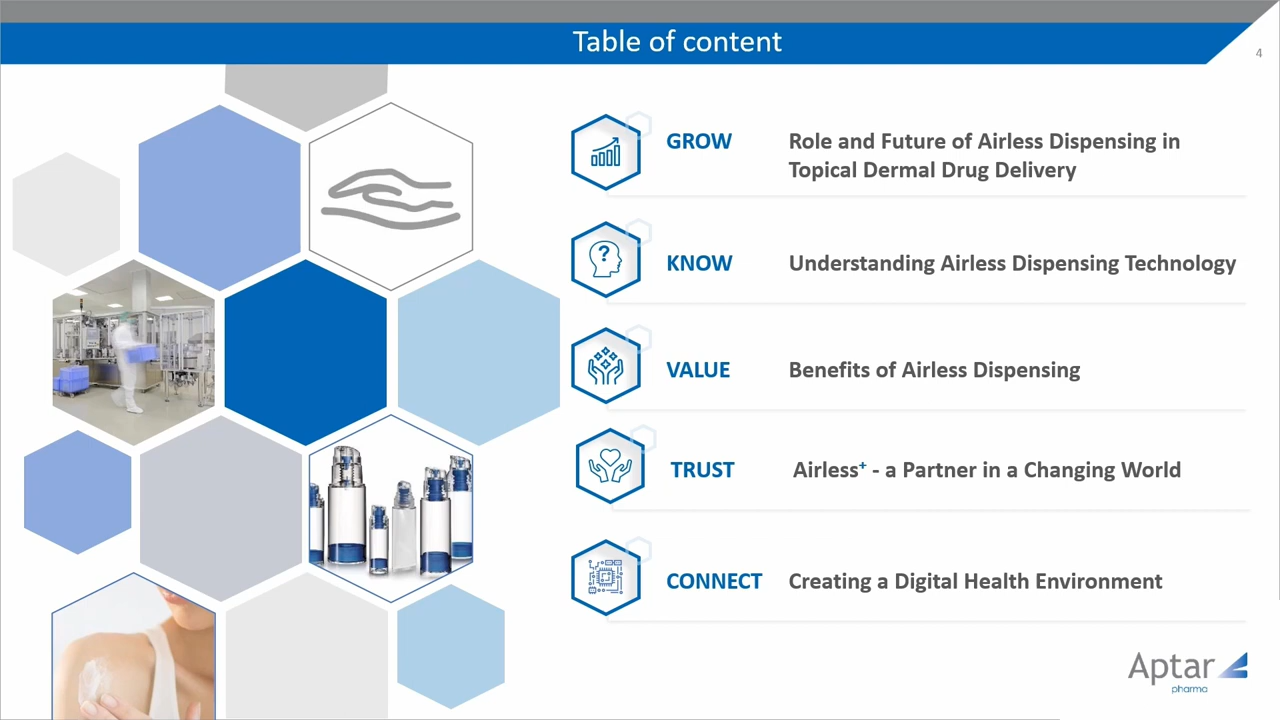 Table of content
4
GROW
Role and Future of Airless Dispensing in
Topical Dermal Drug Delivery
KNOW
Understanding Airless Dispensing Technology
VALUE
Benefits of Airless Dispensing
TRUST
Airless⁺ - a Partner in a Changing World
CONNECT
Creating a Digital Health Environment
Aptar
pharma